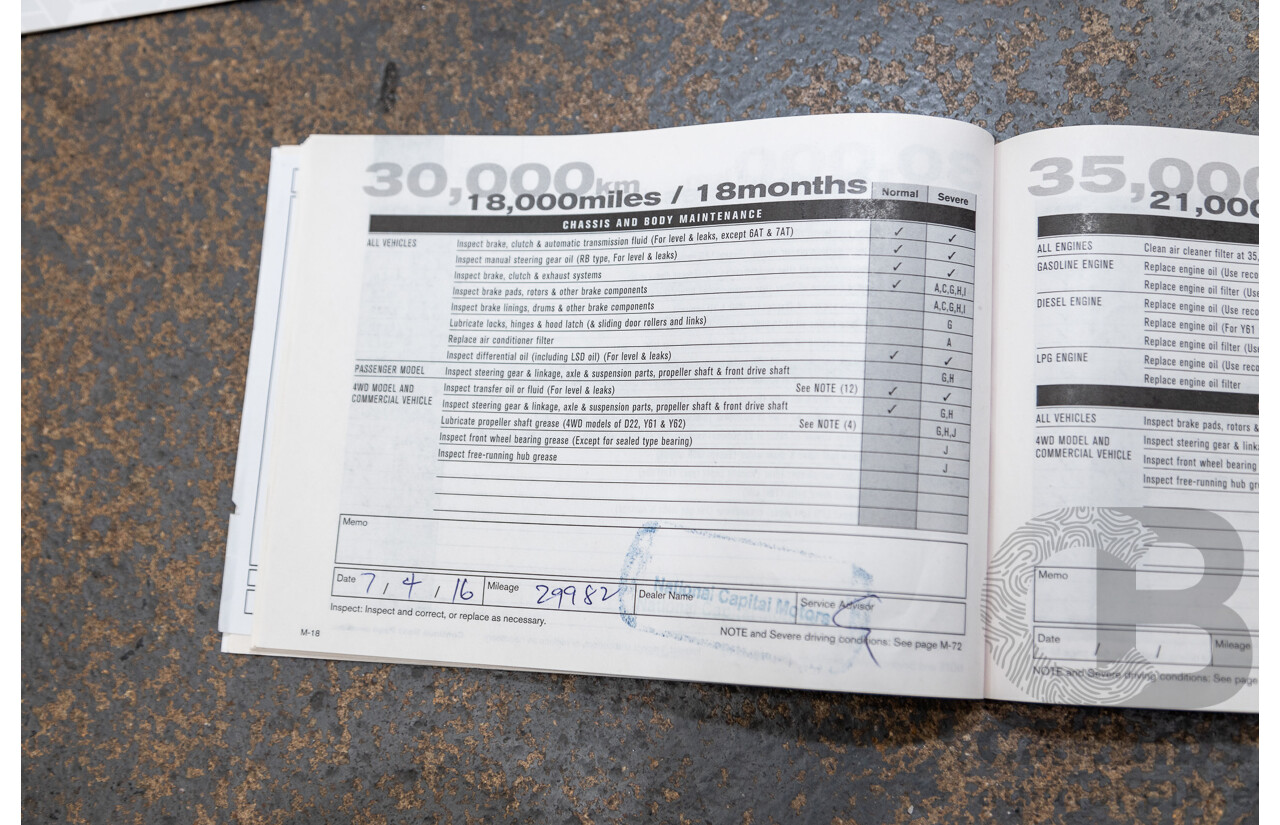 30,000km
18,000miles / 18months
Normal Severe
CHASSIS AND BODY MAINTENANCE
ALL VEHICLES Inspect brake, clutch & automatic transmission fluid (For level & leaks, except 6AT & 7AT) ✓ ✓
Inspect manual steering gear oil (RB type, For level & leaks) ✓ ✓
Inspect brake, clutch & exhaust systems ✓ ✓
Inspect brake pads, rotors & other brake components ✓ A,C,G,H,I
Inspect brake linings, drums & other brake components A,C,G,H,I
Lubricate locks, hinges & hood latch (& sliding door rollers and links) G
Replace air conditioner filter A
Inspect differential oil (including LSD oil) (For level & leaks) ✓ ✓
PASSENGER MODEL Inspect steering gear & linkage, axle & suspension parts, propeller shaft & front drive shaft G,H
4WD MODEL AND COMMERCIAL VEHICLE Inspect transfer oil or fluid (For level & leaks) See NOTE (12) ✓ ✓
Inspect steering gear & linkage, axle & suspension parts, propeller shaft & front drive shaft ✓ G,H
Lubricate propeller shaft grease (4WD models of D22, Y61 & Y62) See NOTE (4) G,H,J
Inspect front wheel bearing grease (Except for sealed type bearing) J
Inspect free-running hub grease J
Memo
Date 7, 4, 16 Mileage 29982 Dealer Name National Capital Motors Service Advisor
Inspect: Inspect and correct, or replace as necessary.
NOTE and Severe driving conditions: See page M-72
M-18
35,000
21,000
ALL ENGINES Clean air cleaner filter at 35,
GASOLINE ENGINE Replace engine oil (Use reco
Replace engine oil filter (Use
DIESEL ENGINE Replace engine oil (Use reco
Replace engine oil (For Y61
Replace engine oil filter (Us
LPG ENGINE Replace engine oil (Use reco
Replace engine oil filter
ALL VEHICLES Inspect brake pads, rotors &
4WD MODEL AND COMMERCIAL VEHICLE Inspect steering gear & link
Inspect front wheel bearing
Inspect free-running hub gr
Memo
Date / / Mileage
NOTE and Severe driving conditions: See page